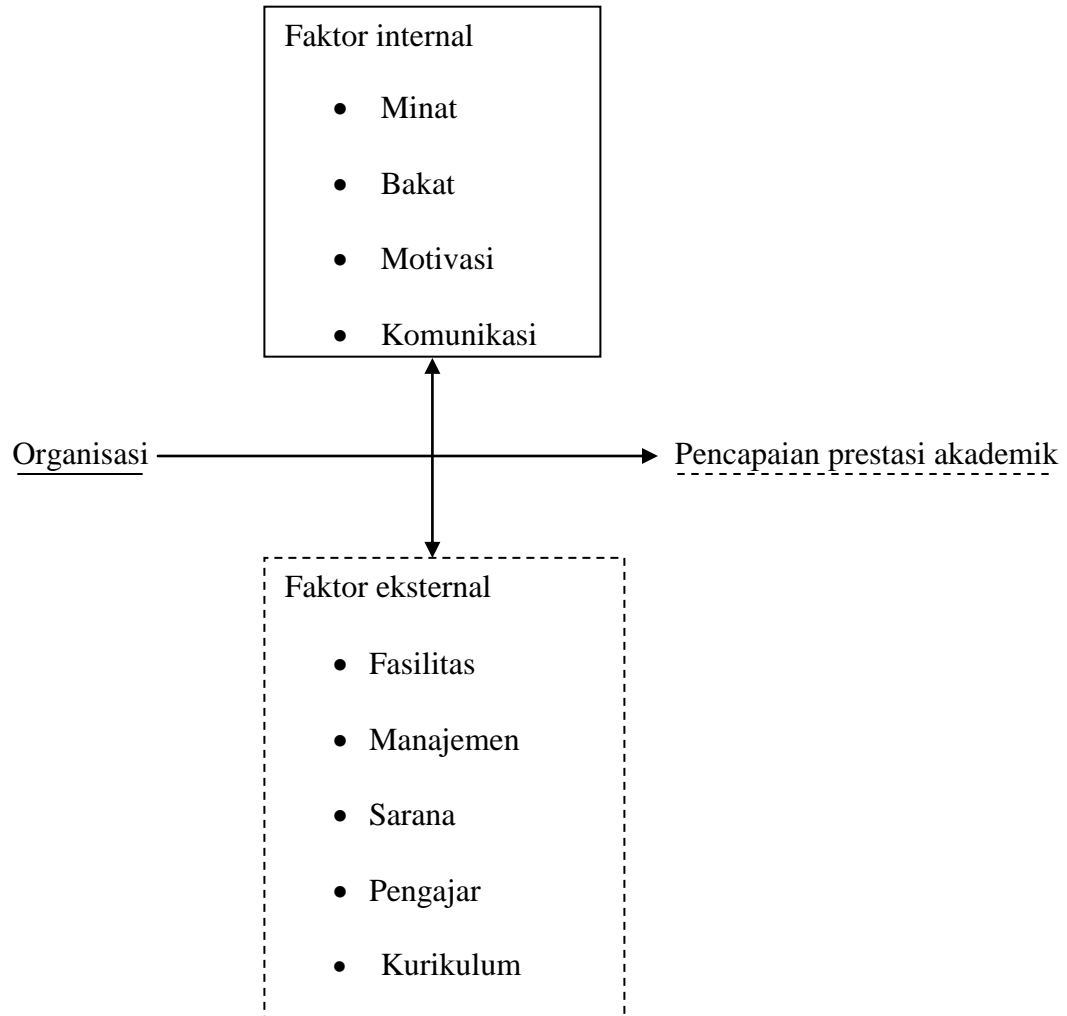 Faktor internal
• Minat
• Bakat
• Motivasi
• Komunikasi
Organisasi
Pencapaian prestasi akademik
Faktor eksternal
• Fasilitas
• Manajemen
• Sarana
• Pengajar
• Kurikulum